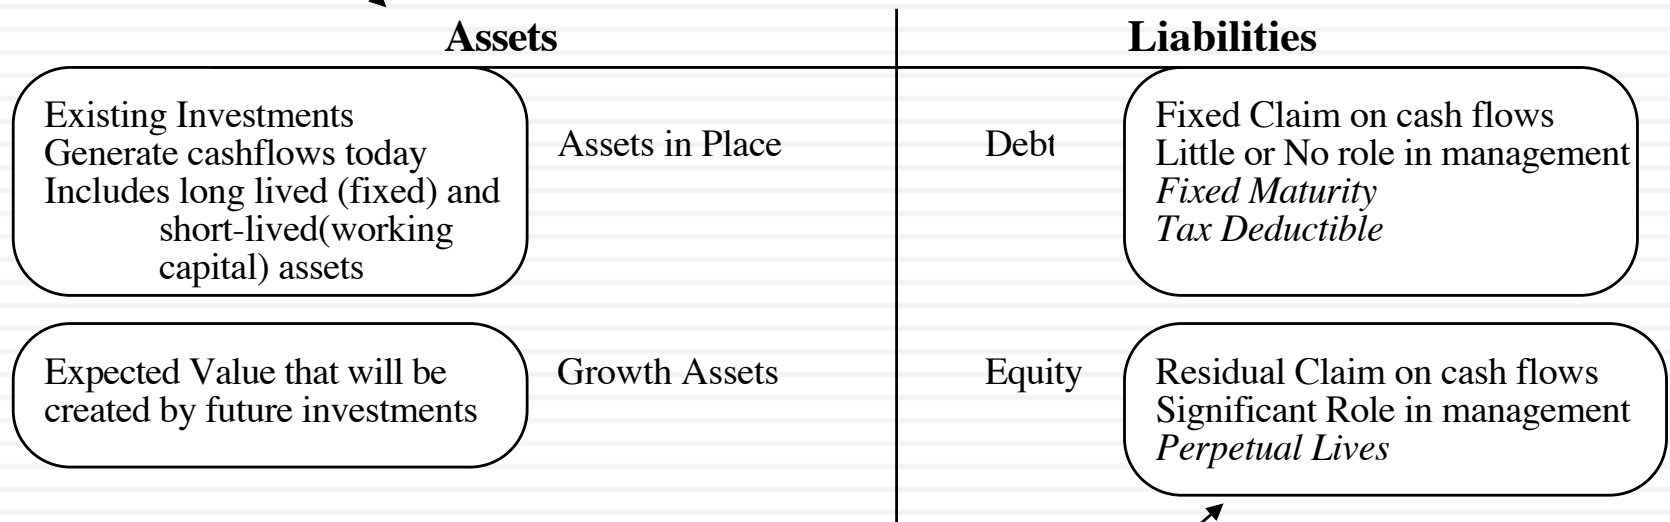 Assets
Liabilities
Existing Investments
Generate cashflows today
Includes long lived (fixed) and
short-lived(working
capital) assets
Assets in Place
Debt
Fixed Claim on cash flows
Little or No role in management
Fixed Maturity
Tax Deductible
Expected Value that will be
created by future investments
Growth Assets
Equity
Residual Claim on cash flows
Significant Role in management
Perpetual Lives